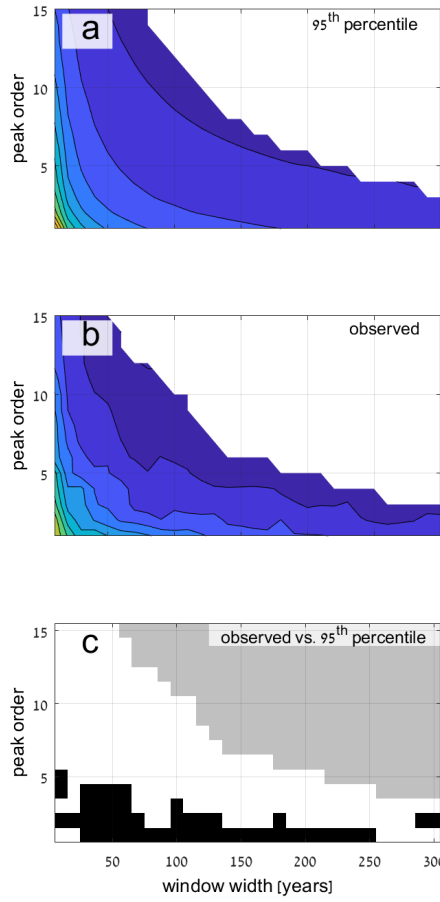 a
95th percentile
15
10
5
peak order
b
observed
15
10
5
peak order
c
observed vs. 95th percentile
15
10
5
peak order
50 100 150 200 250 300
window width [years]